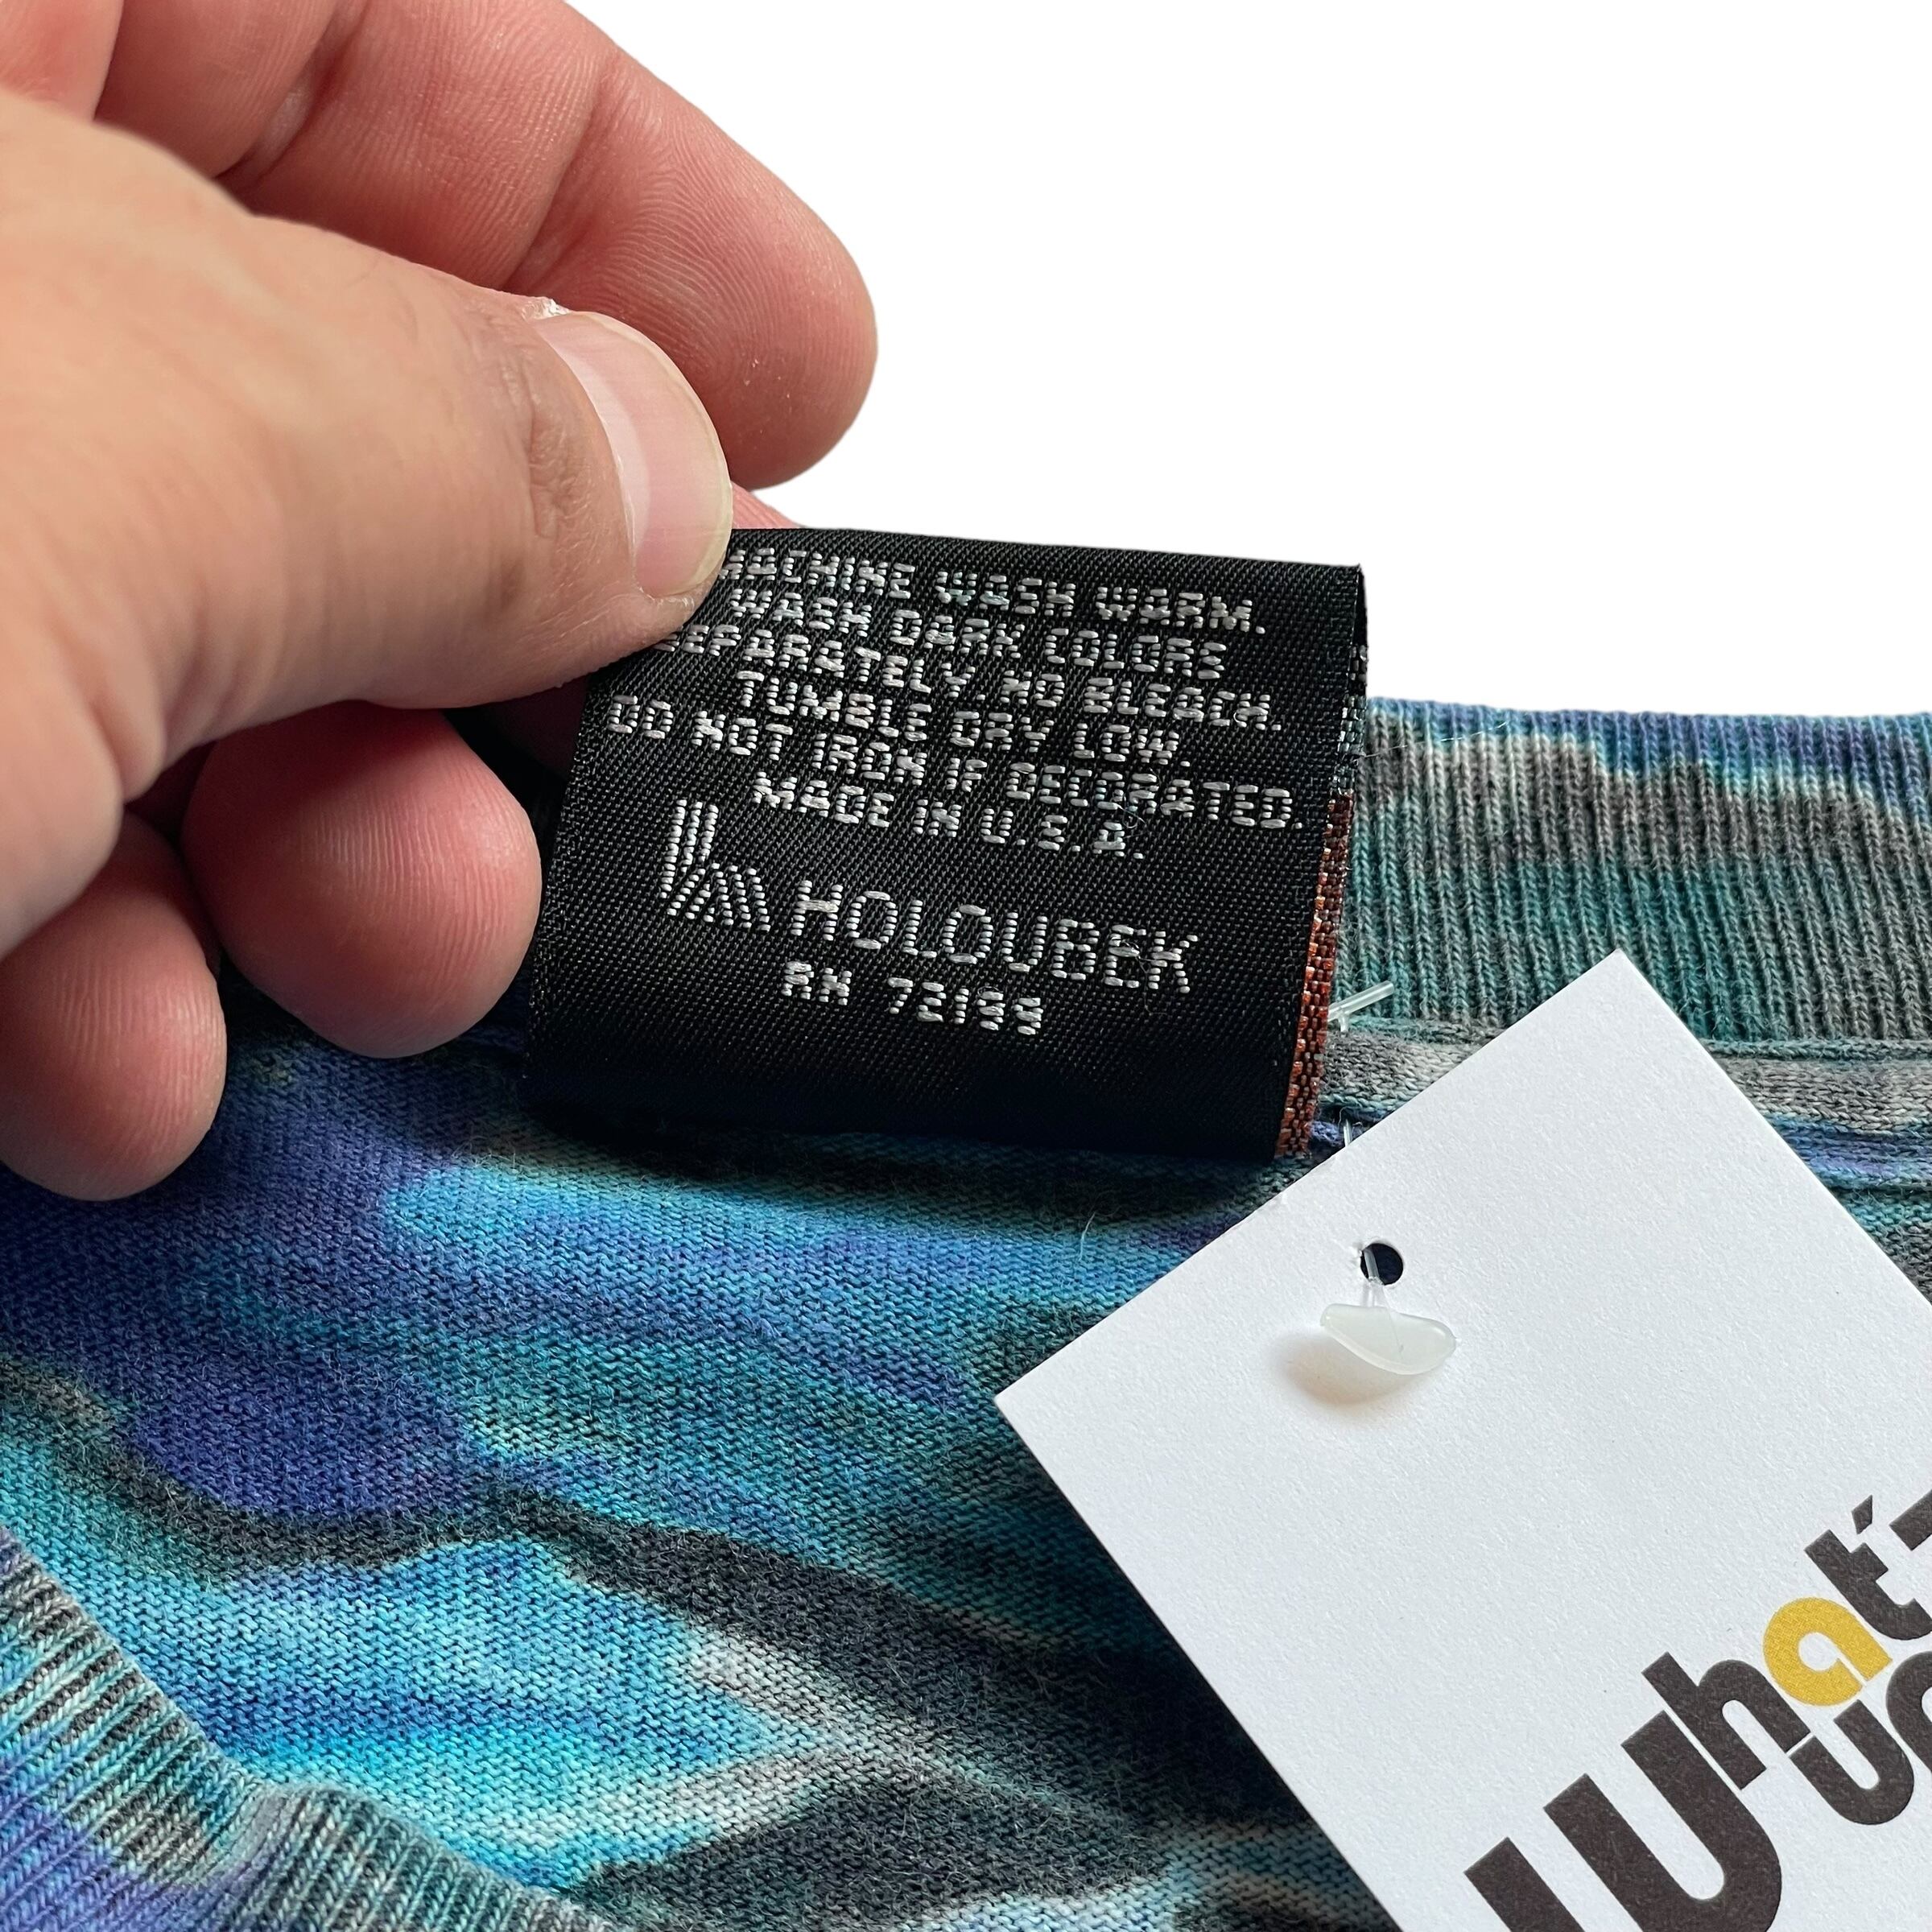 MACHINE WASH WARM.
WASH DARK COLORS
SEPARATELY. NO BLEACH.
TUMBLE DRY LOW.
DO NOT IRON IF DECORATED.
MADE IN U.S.A.
HOLOUBEK
RN 72199
What'